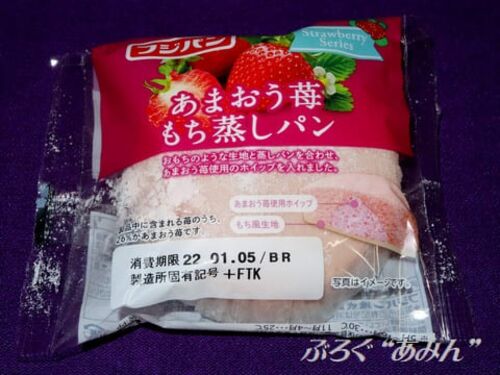 フジパン
Strawberry
Series
あまおう苺
もち蒸しパン
おもちのような生地と蒸しパンを合わせ、
あまおう苺使用のホイップを入れました。
あまおう苺使用ホイップ
もち風生地
製品中に含まれる苺のうち、
26%があまおう苺です。
消費期限 22.01.05/BR
製造所固有記号 +FTK
写真はイメージです。
ぶろぐ “あみん”